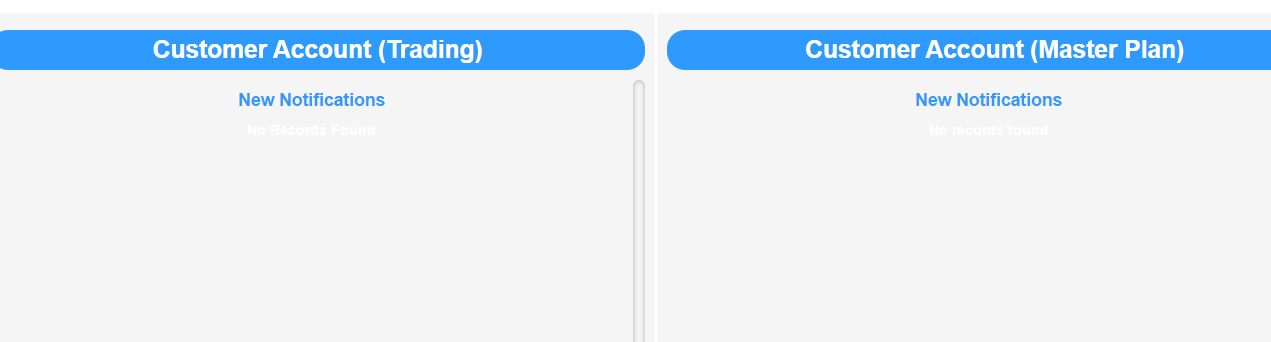 Customer Account (Trading)
New Notifications
No Records Found
Customer Account (Master Plan)
New Notifications
No records found